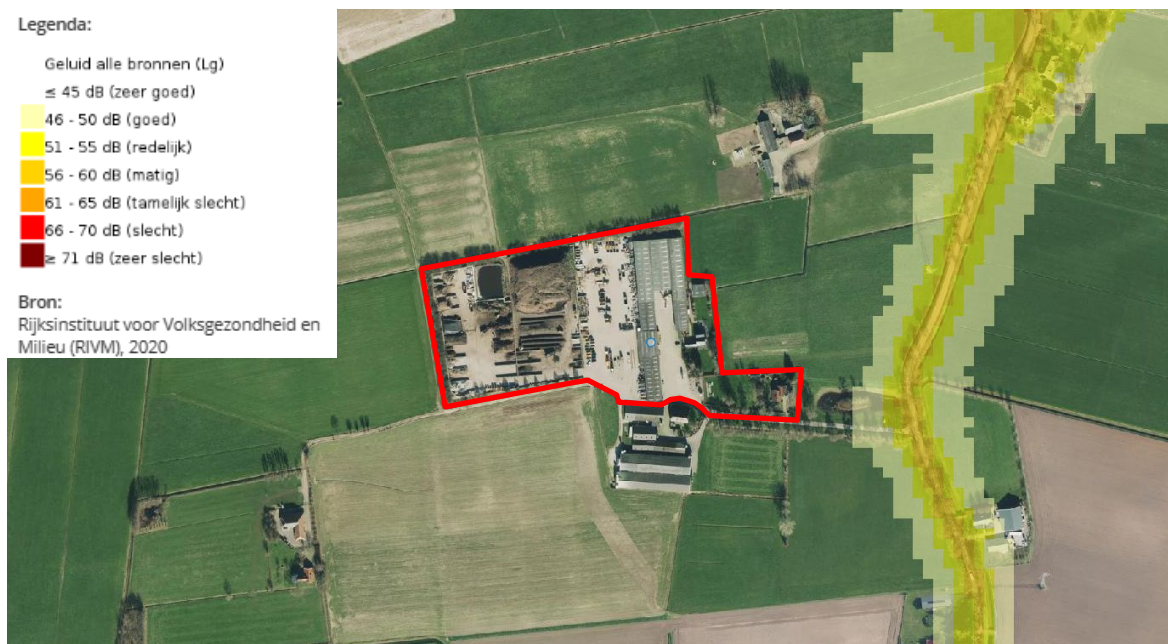 Legenda:
Geluid alle bronnen (Lg)
≤ 45 dB (zeer goed)
46 - 50 dB (goed)
51 - 55 dB (redelijk)
56 - 60 dB (matig)
61 - 65 dB (tamelijk slecht)
66 - 70 dB (slecht)
≥ 71 dB (zeer slecht)
Bron:
Rijksinstituut voor Volksgezondheid en
Milieu (RIVM), 2020